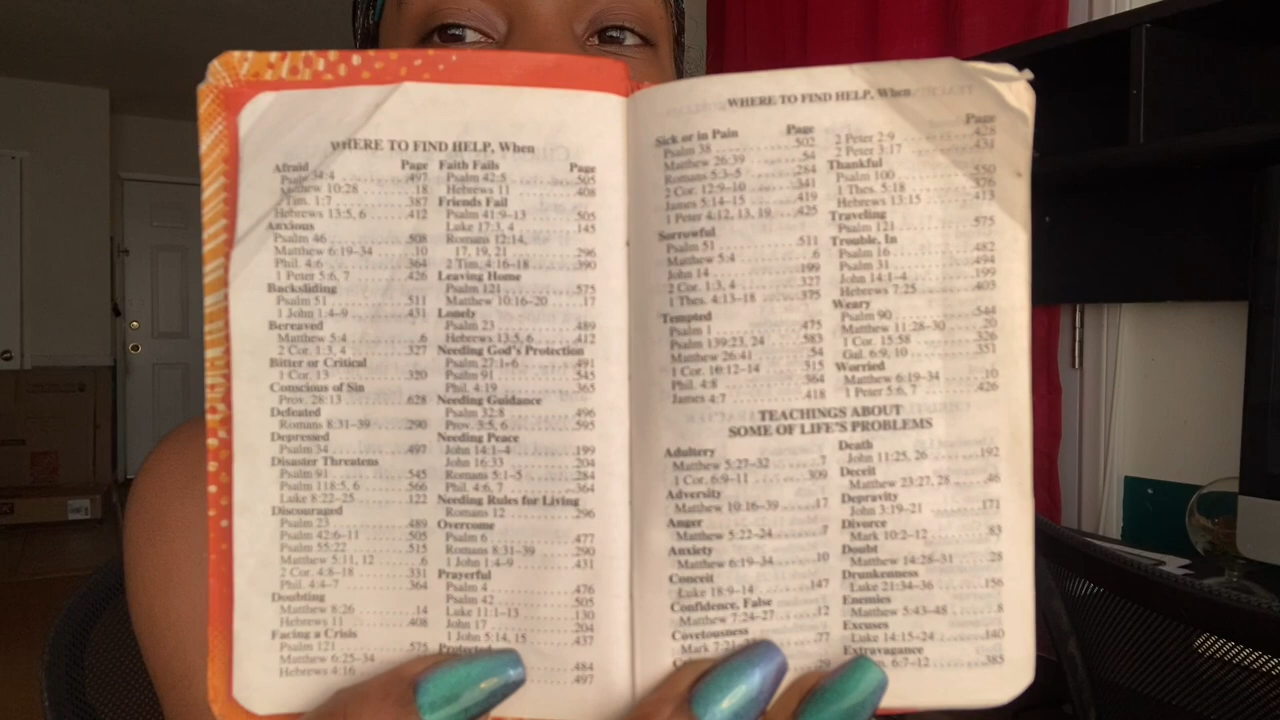 WHERE TO FIND HELP, When
Afraid Page
Psalm 34:4 497
Matthew 10:28 18
Tim. 1:7 387
Hebrews 13:5, 6 412
Anxious
Psalm 46 508
Matthew 6:19–34 10
Phil. 4:6 364
1 Peter 5:6, 7 426
Backsliding
Psalm 51 511
1 John 1:4–9 431
Bereaved
Matthew 5:4 6
2 Cor. 1:3, 4 327
Bitter or Critical
1 Cor. 13 320
Conscious of Sin
Prov. 28:13 628
Defeated
Romans 8:31–39 290
Depressed
Psalm 34 497
Disaster Threatens
Psalm 91 545
Psalm 118:5, 6 566
Luke 8:22–25 122
Discouraged
Psalm 23 489
Psalm 42:6–11 505
Psalm 55:22 515
Matthew 5:11, 12 6
2 Cor. 4:8–18 331
Phil. 4:4–7 364
Doubting
Matthew 8:26 14
Hebrews 11 408
Facing a Crisis
Psalm 121 575
Matthew 6:25–34
Hebrews 4:16
Faith Fails Page
Psalm 42:5 505
Hebrews 11 408
Friends Fail
Psalm 41:9–13 505
Luke 17:3, 4 145
Romans 12:14,
17, 19, 21 296
2 Tim. 4:16–18 390
Leaving Home
Psalm 121 575
Matthew 10:16–20 17
Lonely
Psalm 23 489
Hebrews 13:5, 6 412
Needing God's Protection
Psalm 27:1–6 491
Psalm 91 545
Phil. 4:19 365
Needing Guidance
Psalm 32:8 496
Prov. 3:5, 6 595
Needing Peace
John 14:1–4 199
John 16:33 204
Romans 5:1–5 284
Phil. 4:6, 7 364
Needing Rules for Living
Romans 12 296
Overcome
Psalm 6 477
Romans 8:31–39 290
1 John 1:4–9 431
Prayerful
Psalm 4 476
Psalm 42 505
Luke 11:1–13 130
John 17 204
1 John 5:14, 15 437
Protected
484
497
WHERE TO FIND HELP, When
Sick or in Pain Page
Psalm 38 502
Matthew 26:39 54
Romans 5:3–5 284
2 Cor. 12:9–10 341
James 5:14–15 419
1 Peter 4:12, 13, 19 425
Sorrowful
Psalm 51 511
Matthew 5:4 6
John 14 199
2 Cor. 1:3, 4 327
1 Thes. 4:13–18 375
Tempted
Psalm 1 475
Psalm 139:23, 24 583
Matthew 26:41 54
1 Cor. 10:12–14 315
Phil. 4:8 364
James 4:7 418
Page
2 Peter 2:9 428
2 Peter 3:17 431
Thankful
Psalm 100 550
1 Thes. 5:18 376
Hebrews 13:15 413
Traveling
Psalm 121 575
Trouble, In
Psalm 16 482
Psalm 31 494
John 14:1–4 199
Hebrews 7:25 403
Weary
Psalm 90 544
Matthew 11:28–30 20
1 Cor. 15:58 326
Gal. 6:9, 10 351
Worried
Matthew 6:19–34 10
1 Peter 5:6, 7 426
TEACHINGS ABOUT
SOME OF LIFE'S PROBLEMS
Adultery
Matthew 5:27–32 7
1 Cor. 6:9–11 309
Adversity
Matthew 10:16–39 17
Anger
Matthew 5:22–24 7
Anxiety
Matthew 6:19–34 10
Conceit
Luke 18:9–14 147
Confidence, False
Matthew 7:24–27 12
Covetousness
Mark 7:21 77
29
Death
John 11:25, 26 192
Deceit
Matthew 23:27, 28 46
Depravity
John 3:19–21 171
Divorce
Mark 10:2–12 83
Doubt
Matthew 14:28–31 28
Drunkenness
Luke 21:34–36 156
Enemies
Matthew 5:43–48 8
Excuses
Luke 14:15–24 140
Extravagance
6:7–12 385